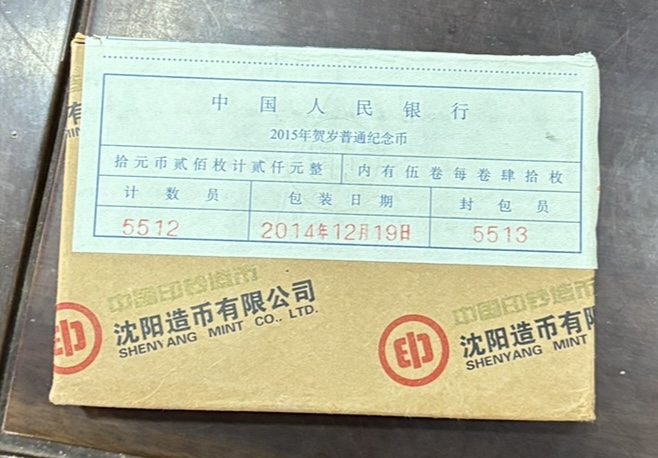 中国人民银行
2015年贺岁普通纪念币
拾元币贰佰枚计贰仟元整 内有伍卷每卷肆拾枚
计数员 包装日期 封包员
5512 2014年12月19日 5513
中国印钞造币
沈阳造币有限公司
SHENYANG MINT CO., LTD.
中国印钞造币
沈阳造币有限
SHENYANG MINT